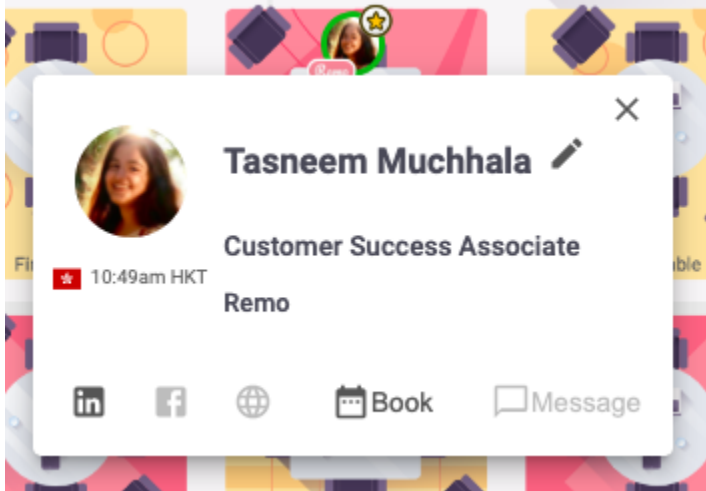 Remo
Tasneem Muchhala
Customer Success Associate
10:49am HKT
Remo
Book
Message